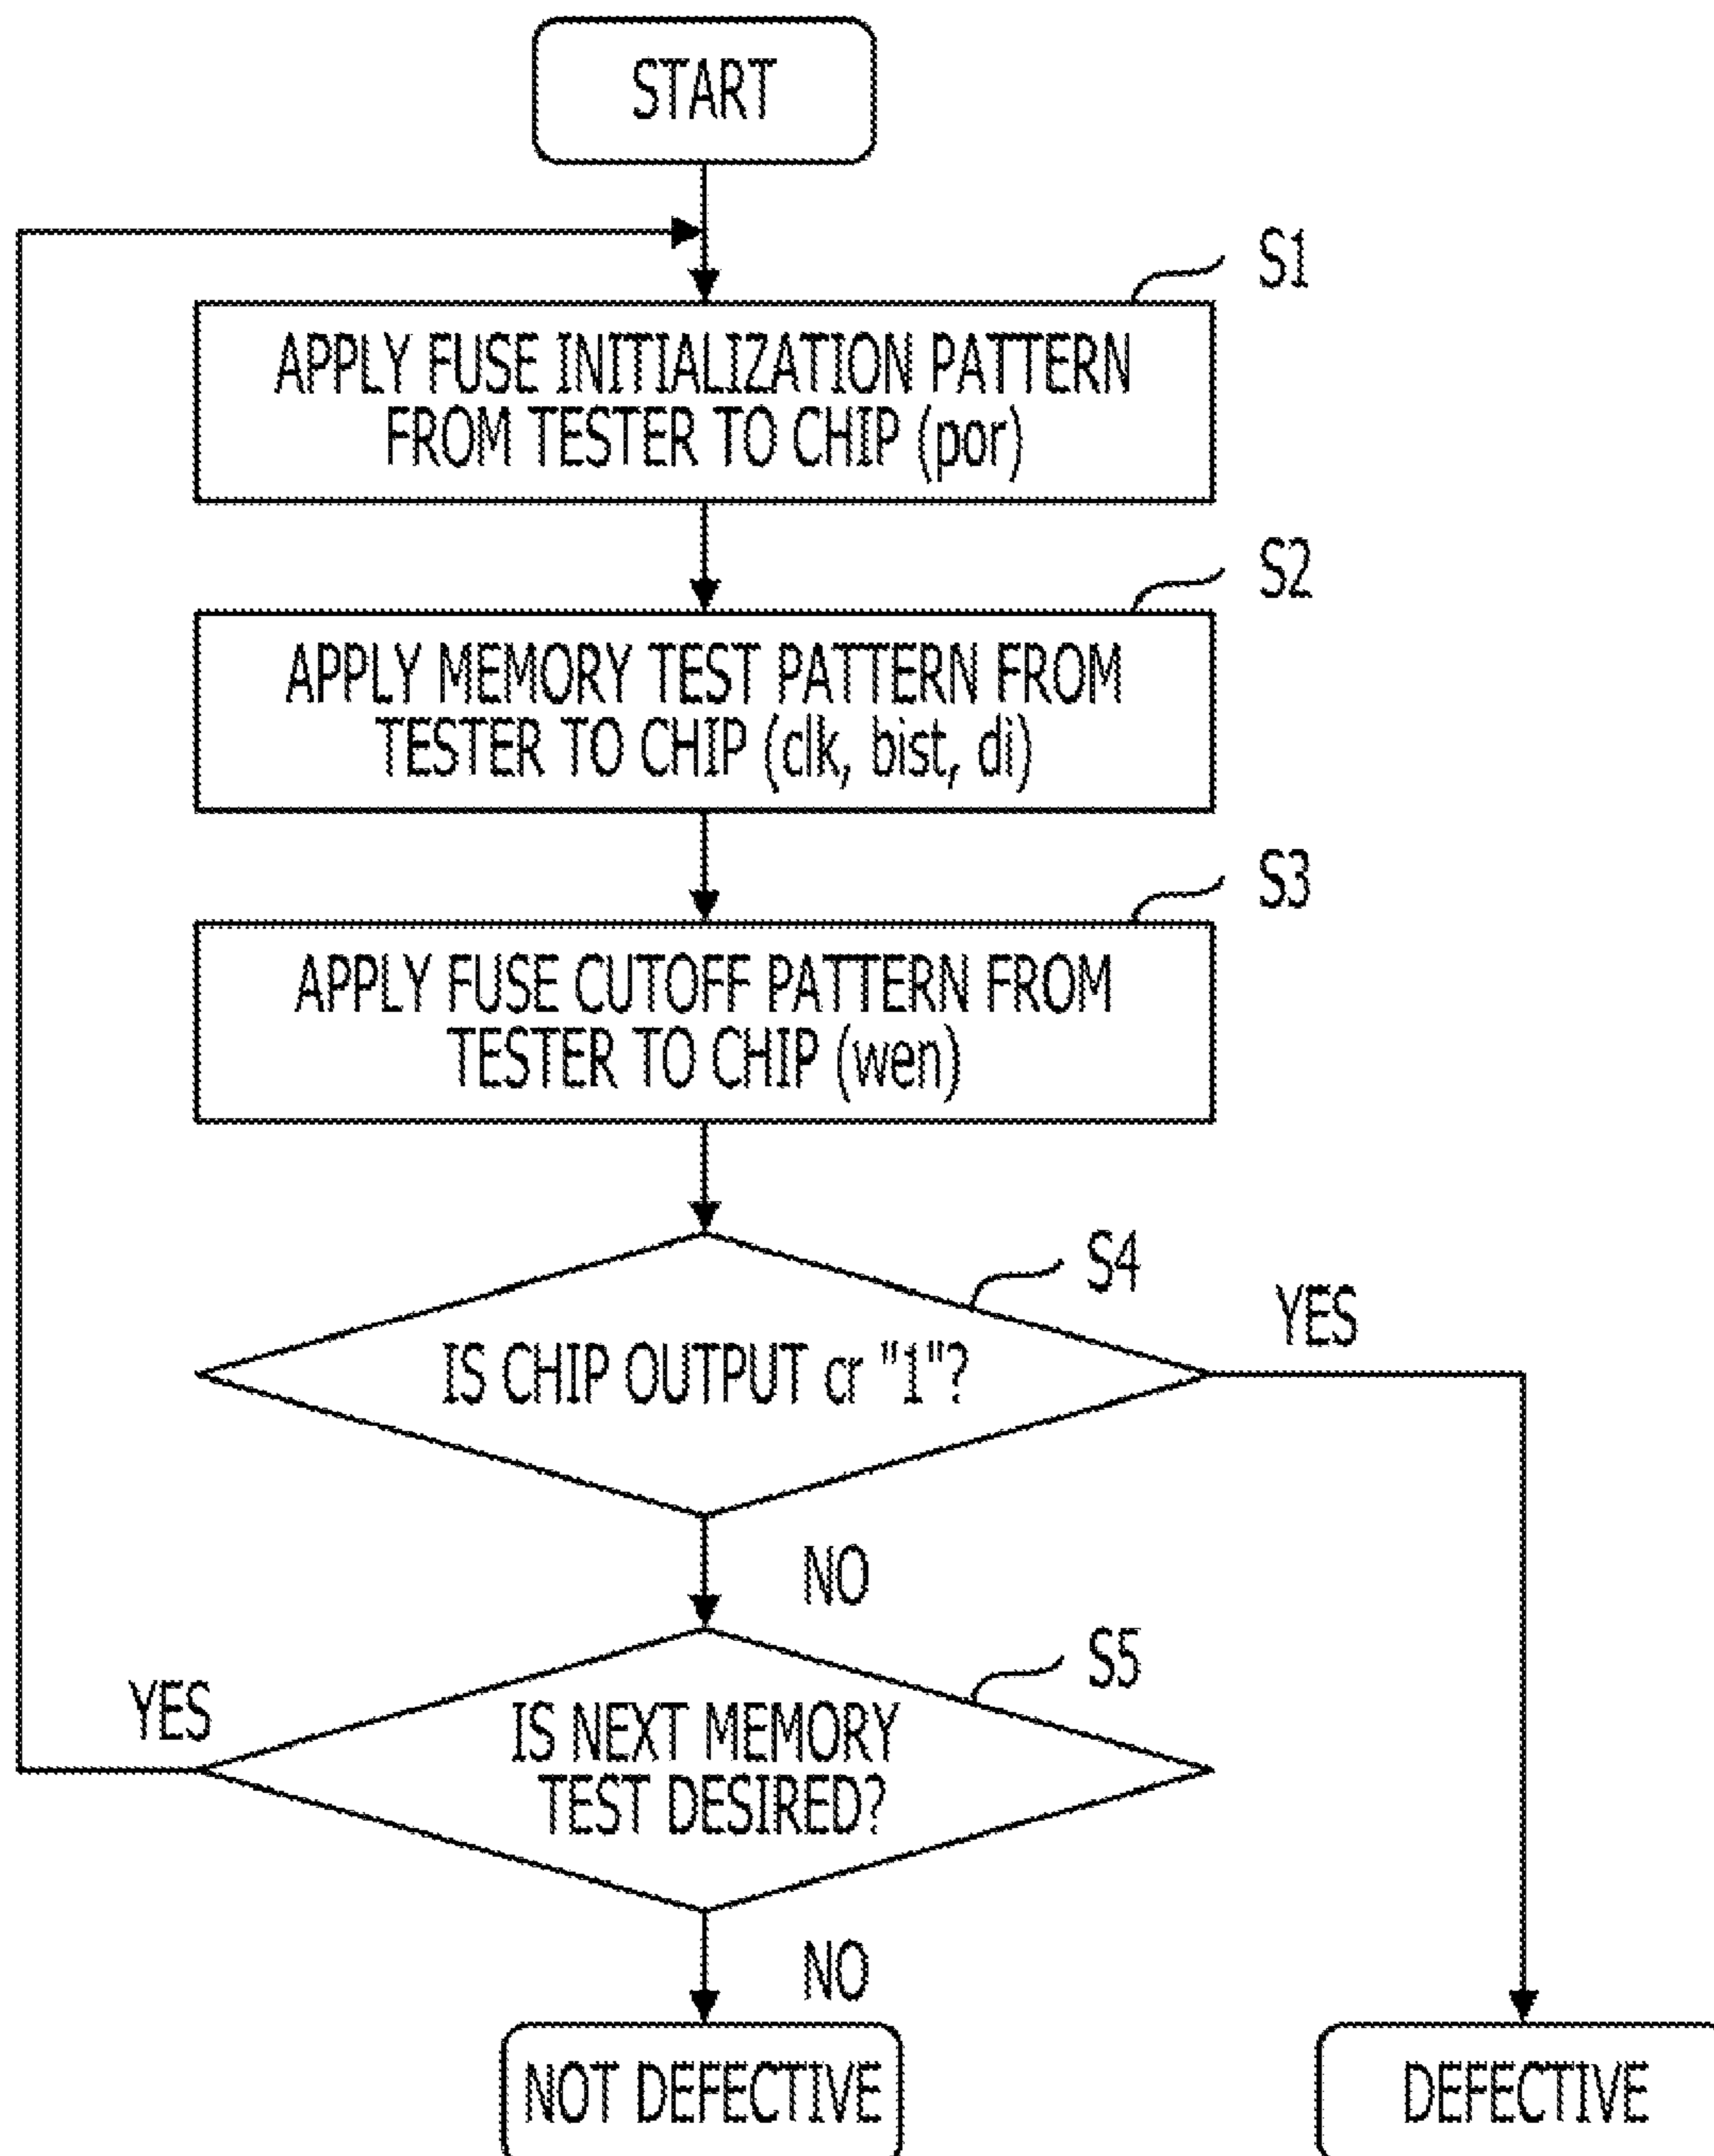 START
S1
APPLY FUSE INITIALIZATION PATTERN
FROM TESTER TO CHIP (por)
S2
APPLY MEMORY TEST PATTERN FROM
TESTER TO CHIP (clk, bist, di)
S3
APPLY FUSE CUTOFF PATTERN FROM
TESTER TO CHIP (wen)
S4
YES
IS CHIP OUTPUT cr "1"?
NO
S5
YES
IS NEXT MEMORY
TEST DESIRED?
NO
NOT DEFECTIVE
DEFECTIVE